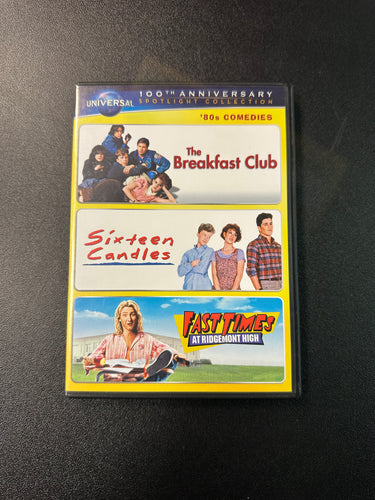 UNIVERSAL
100TH ANNIVERSARY
SPOTLIGHT COLLECTION
'80s COMEDIES
The
Breakfast Club
Sixteen
Candles
FAST TIMES
AT RIDGEMONT HIGH